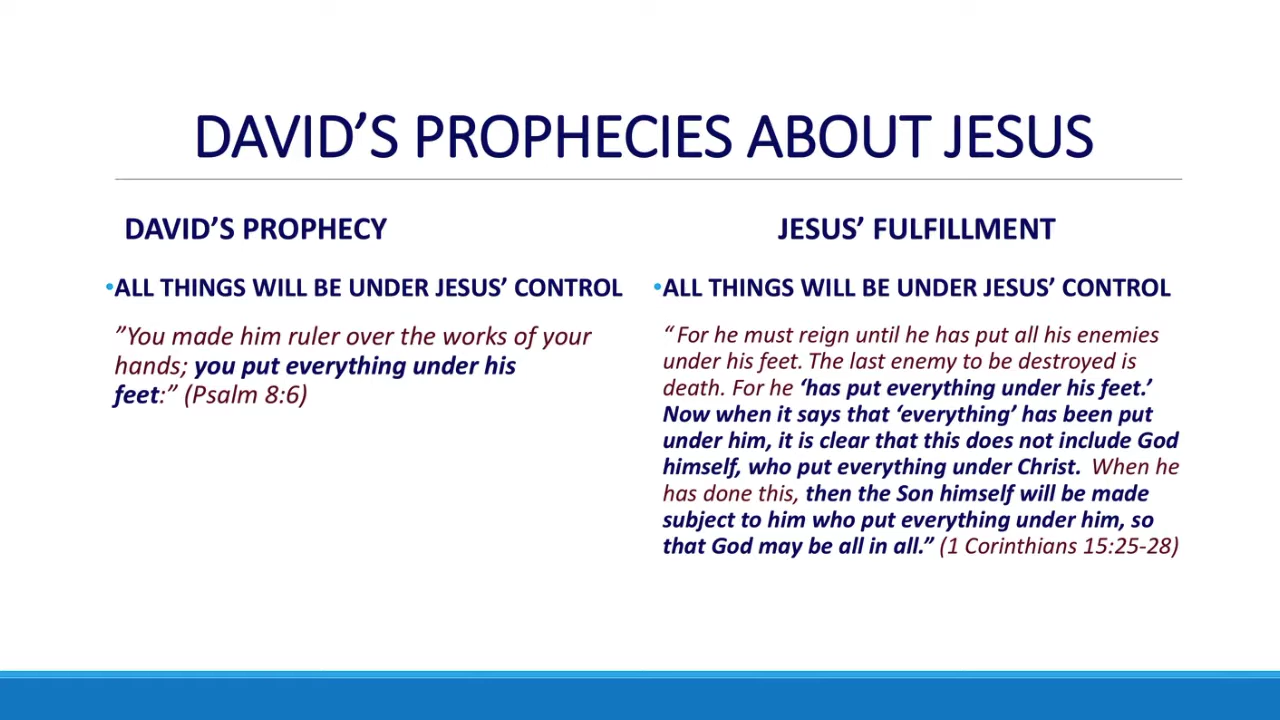 DAVID’S PROPHECIES ABOUT JESUS
DAVID’S PROPHECY
•ALL THINGS WILL BE UNDER JESUS’ CONTROL
”You made him ruler over the works of your
hands; you put everything under his
feet:” (Psalm 8:6)
JESUS’ FULFILLMENT
•ALL THINGS WILL BE UNDER JESUS’ CONTROL
“ For he must reign until he has put all his enemies
under his feet. The last enemy to be destroyed is
death. For he ‘has put everything under his feet.’
Now when it says that ‘everything’ has been put
under him, it is clear that this does not include God
himself, who put everything under Christ. When he
has done this, then the Son himself will be made
subject to him who put everything under him, so
that God may be all in all.” (1 Corinthians 15:25-28)